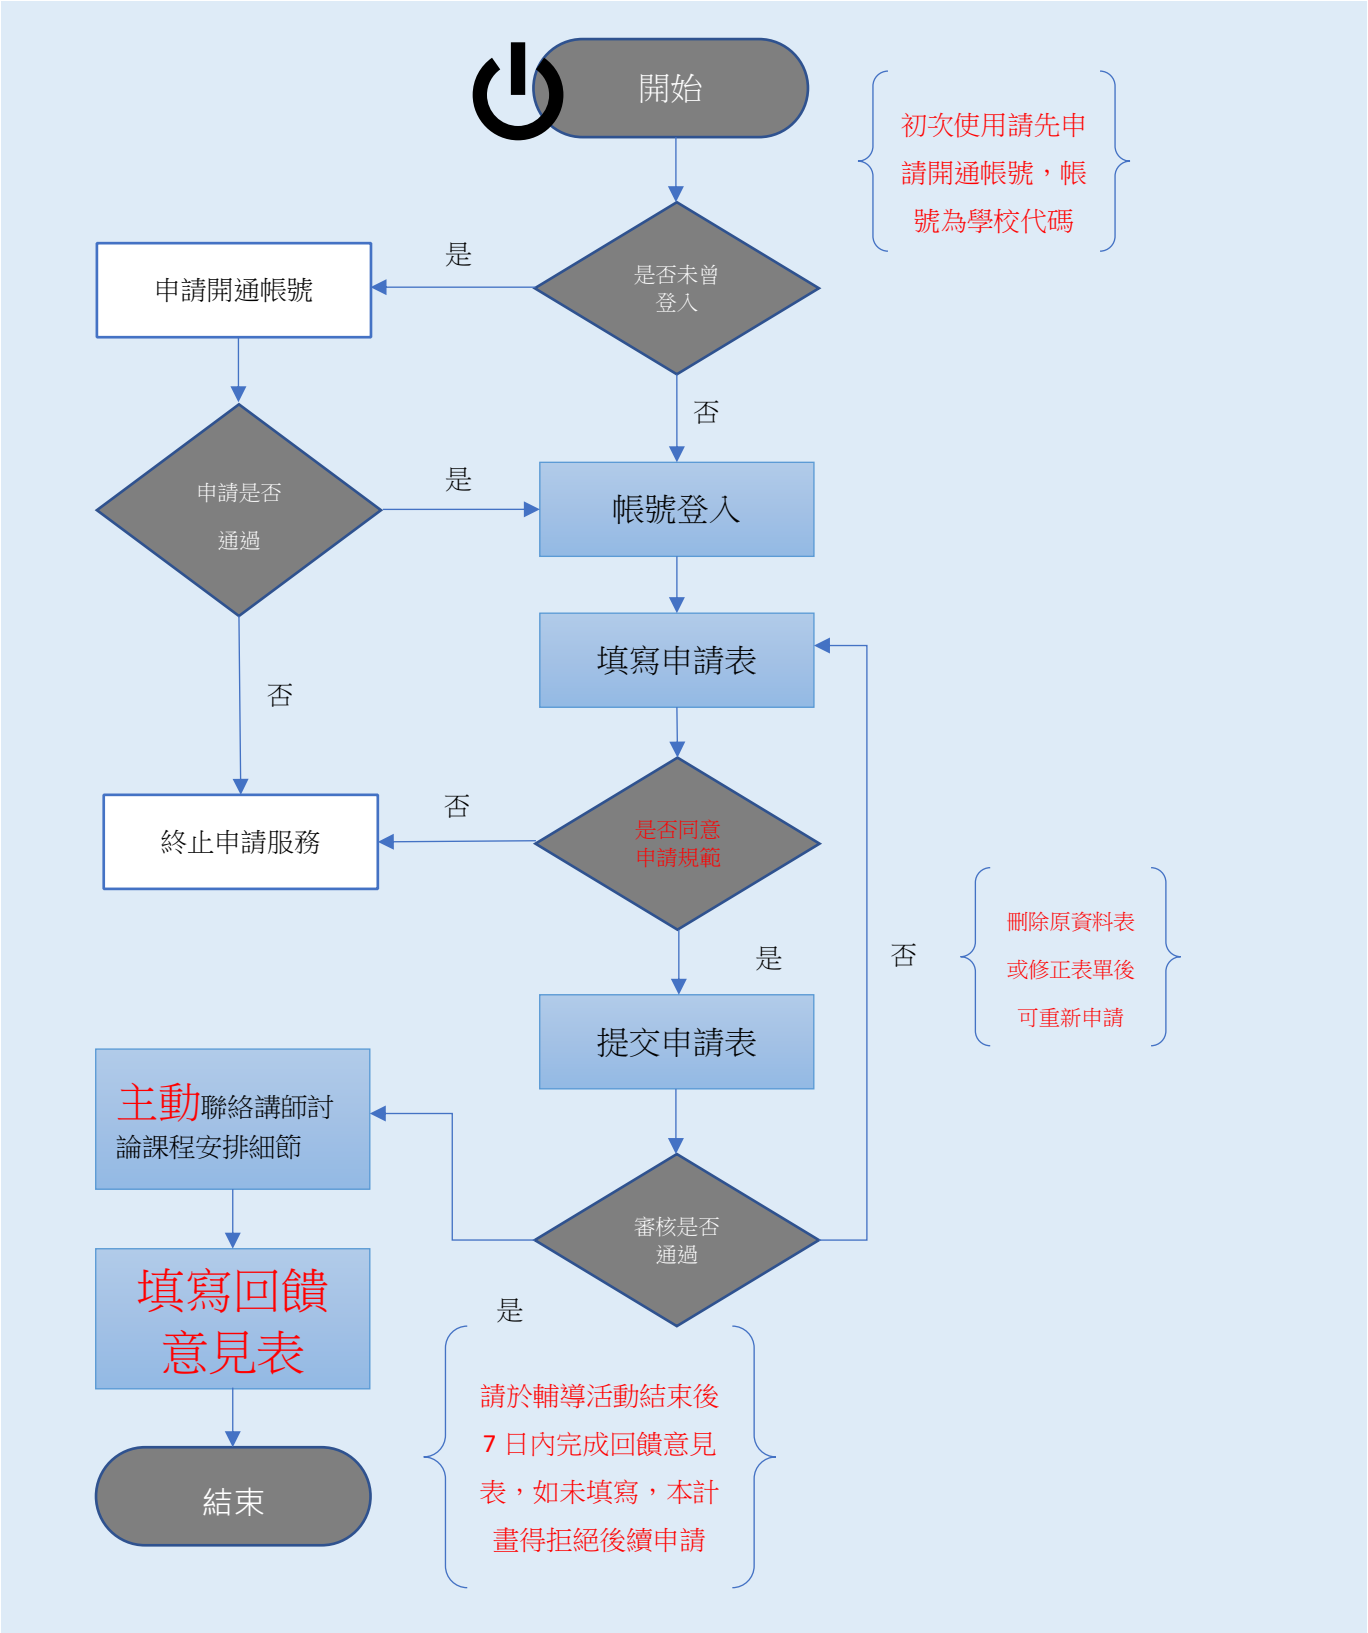 開始
初次使用請先申
請開通帳號，帳
號為學校代碼
是否未曾
登入
是
申請開通帳號
否
申請是否
通過
是
帳號登入
填寫申請表
否
終止申請服務
否
是否同意
申請規範
是
否
刪除原資料表
或修正表單後
可重新申請
提交申請表
主動聯絡講師討
論課程安排細節
審核是否
通過
是
填寫回饋
意見表
請於輔導活動結束後
7 日內完成回饋意見
表，如未填寫，本計
畫得拒絕後續申請
結束